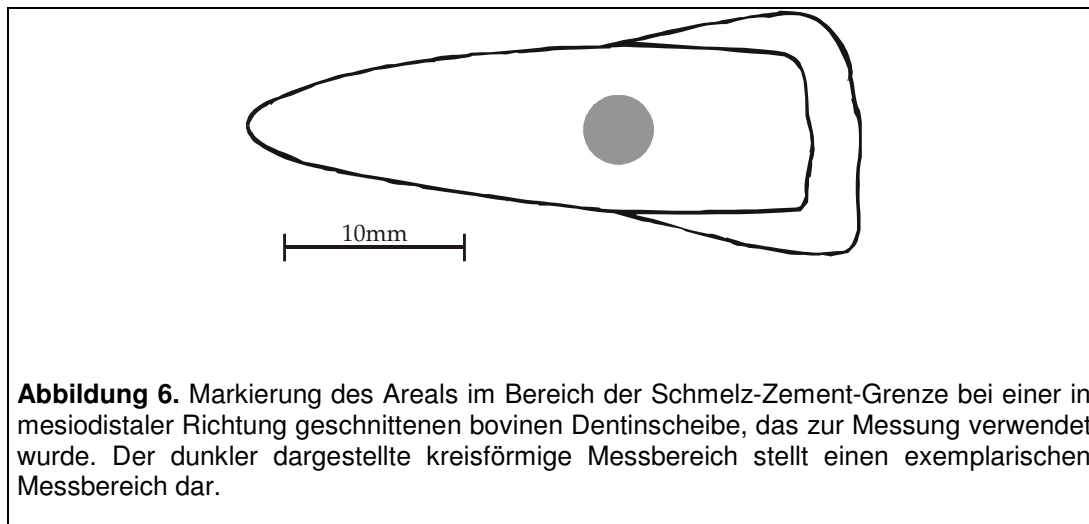 10mm
Abbildung 6. Markierung des Areals im Bereich der Schmelz-Zement-Grenze bei einer in
mesiodistaler Richtung geschnittenen bovinen Dentinscheibe, das zur Messung verwendet
wurde. Der dunkler dargestellte kreisförmige Messbereich stellt einen exemplarischen
Messbereich dar.